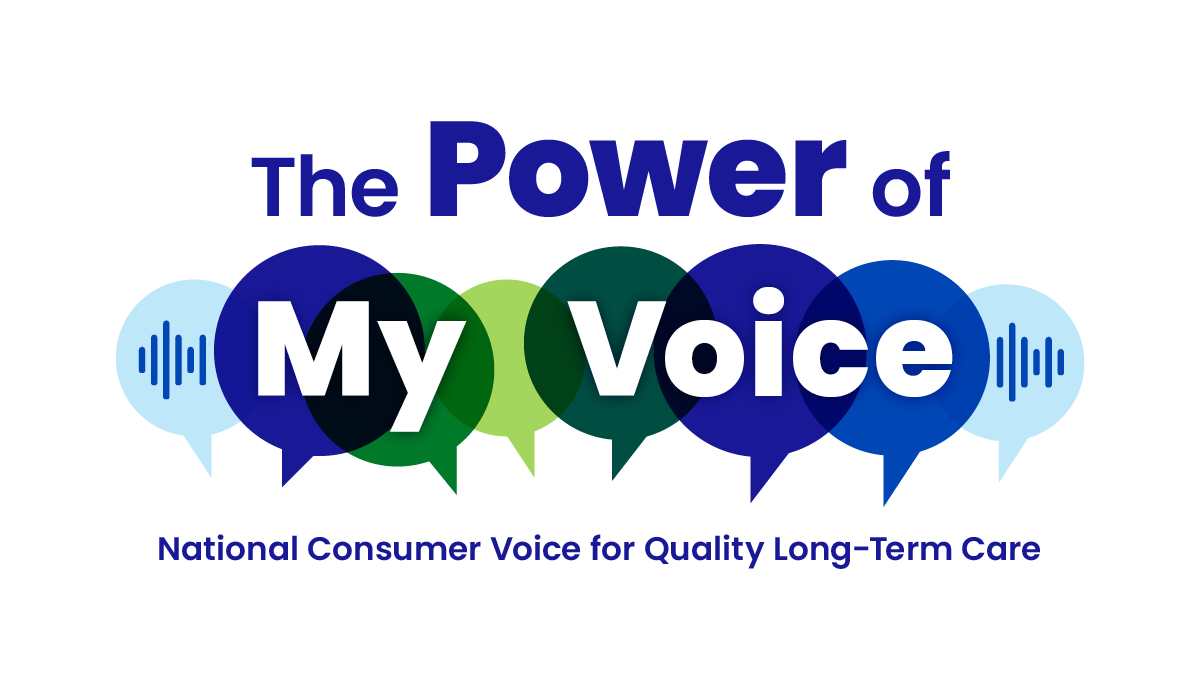 The Power of
My Voice
National Consumer Voice for Quality Long-Term Care